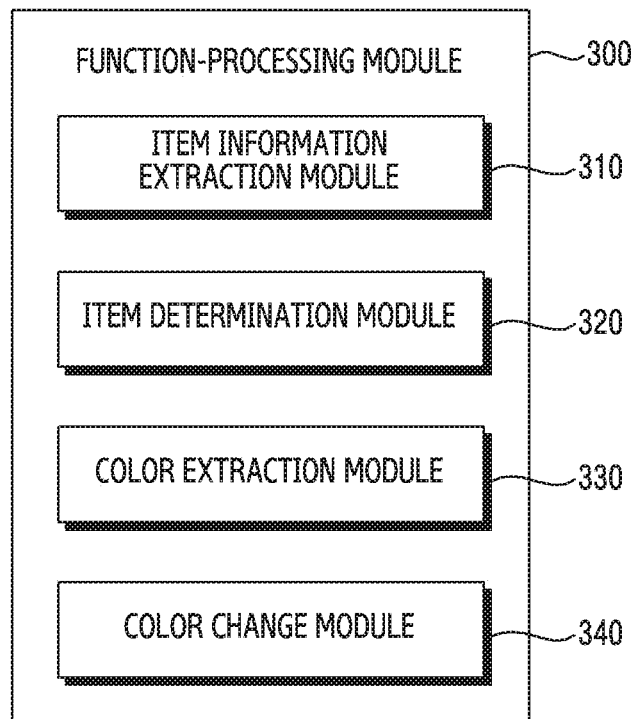 FUNCTION-PROCESSING MODULE
300
ITEM INFORMATION
EXTRACTION MODULE
310
ITEM DETERMINATION MODULE
320
COLOR EXTRACTION MODULE
330
COLOR CHANGE MODULE
340